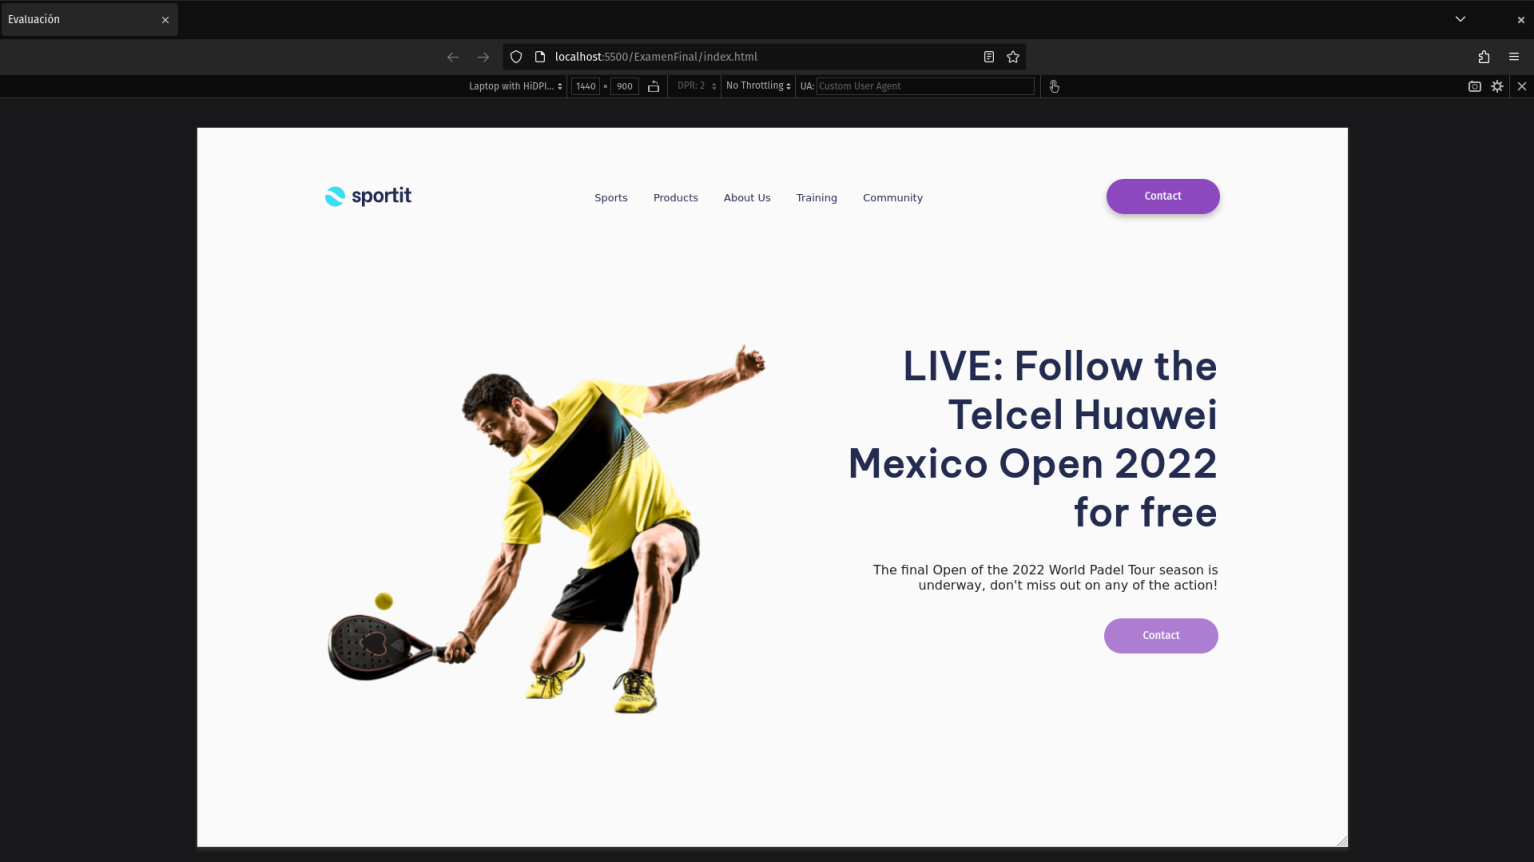 Evaluación
localhost:5500/ExamenFinal/index.html
Laptop with HiDPI... 1440 × 900 DPR: 2 No Throttling UA: Custom User Agent
sportit
Sports Products About Us Training Community
Contact
LIVE: Follow the
Telcel Huawei
Mexico Open 2022
for free
The final Open of the 2022 World Padel Tour season is
underway, don't miss out on any of the action!
Contact